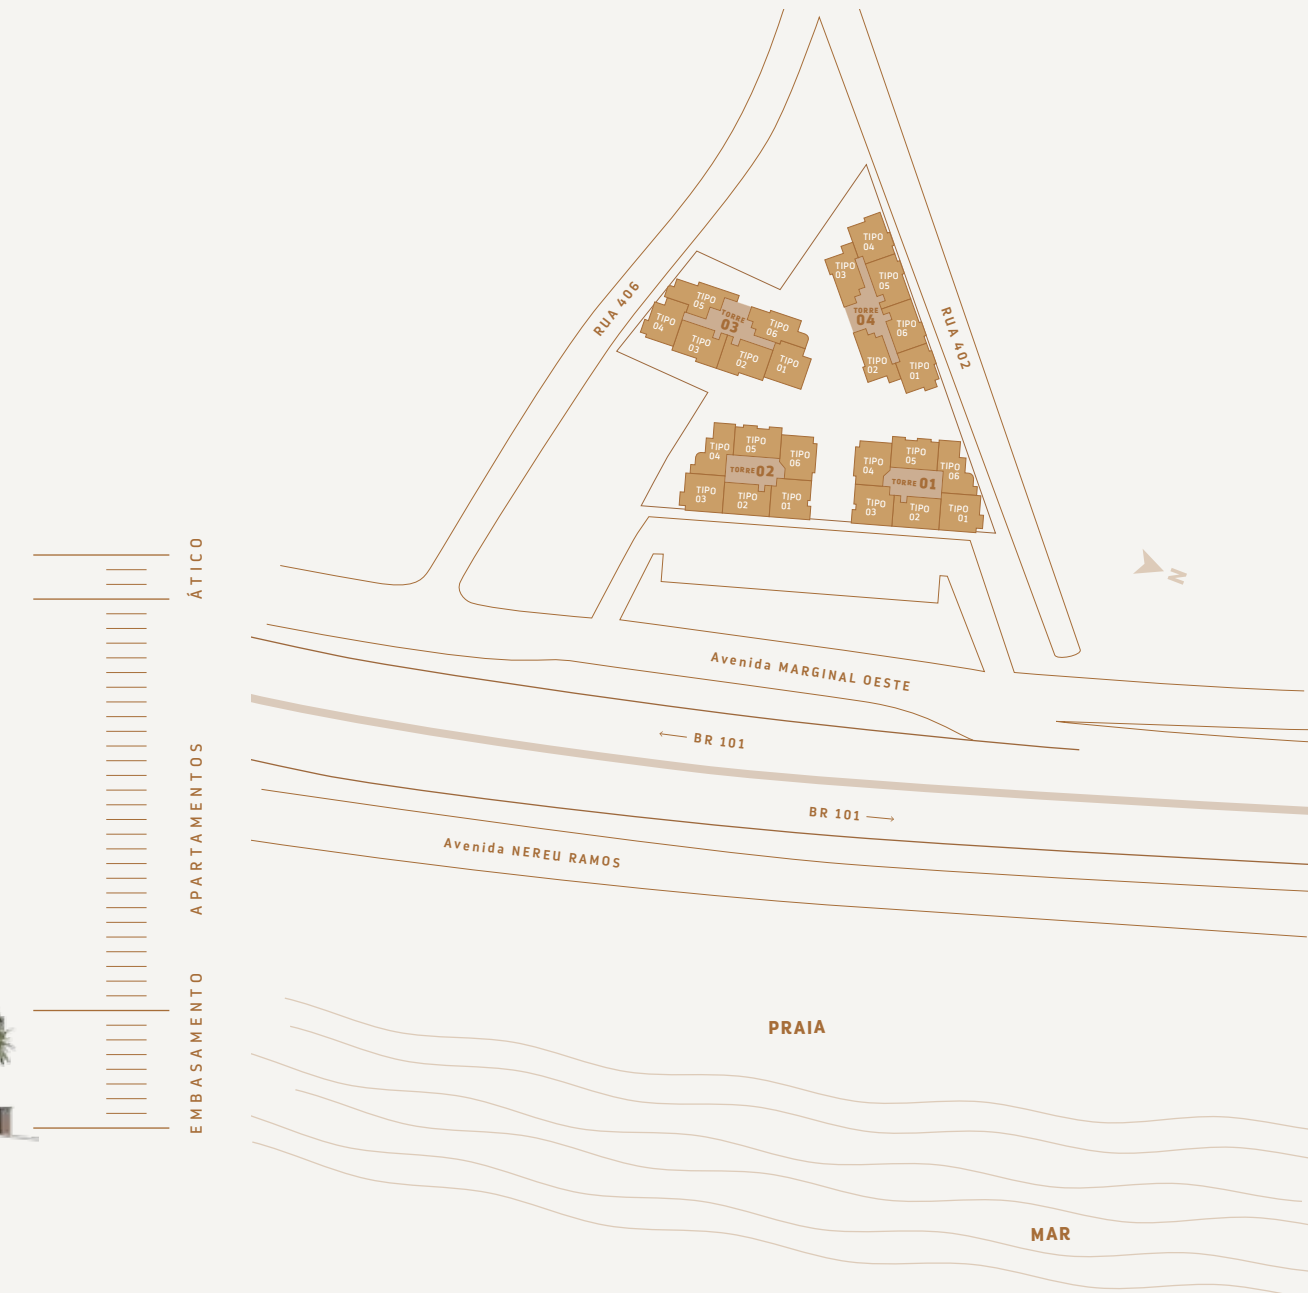 RUA 406
RUA 402
TIPO
04
TIPO
03
TIPO
05
TORRE
04
TIPO
06
TIPO
02
TIPO
01
TIPO
05
TIPO
04
TORRE
03
TIPO
06
TIPO
03
TIPO
02
TIPO
01
TIPO
04
TIPO
05
TIPO
06
TORRE 02
TIPO
03
TIPO
02
TIPO
01
TIPO
04
TIPO
05
TIPO
06
TORRE 01
TIPO
03
TIPO
02
TIPO
01
N
ÁTICO
APARTAMENTOS
EMBASAMENTO
Avenida MARGINAL OESTE
BR 101
BR 101
Avenida NEREU RAMOS
PRAIA
MAR